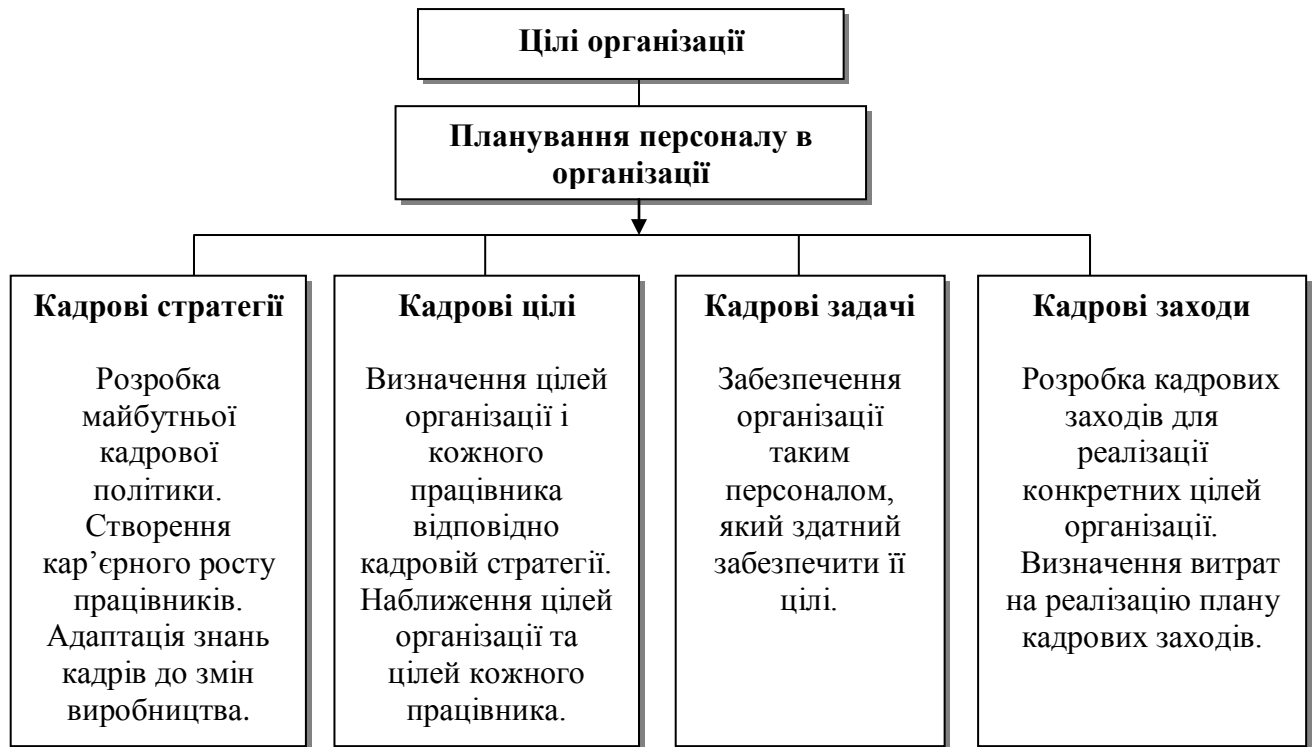 Цілі організації
Планування персоналу в
організації
Кадрові стратегії
Розробка
майбутньої
кадрової
політики.
Створення
кар’єрного росту
працівників.
Адаптація знань
кадрів до змін
виробництва.
Кадрові цілі
Визначення цілей
організації і
кожного
працівника
відповідно
кадровій стратегії.
Наближення цілей
організації та
цілей кожного
працівника.
Кадрові задачі
Забезпечення
організації
таким
персоналом,
який здатний
забезпечити її
цілі.
Кадрові заходи
Розробка кадрових
заходів для
реалізації
конкретних цілей
організації.
Визначення витрат
на реалізацію плану
кадрових заходів.